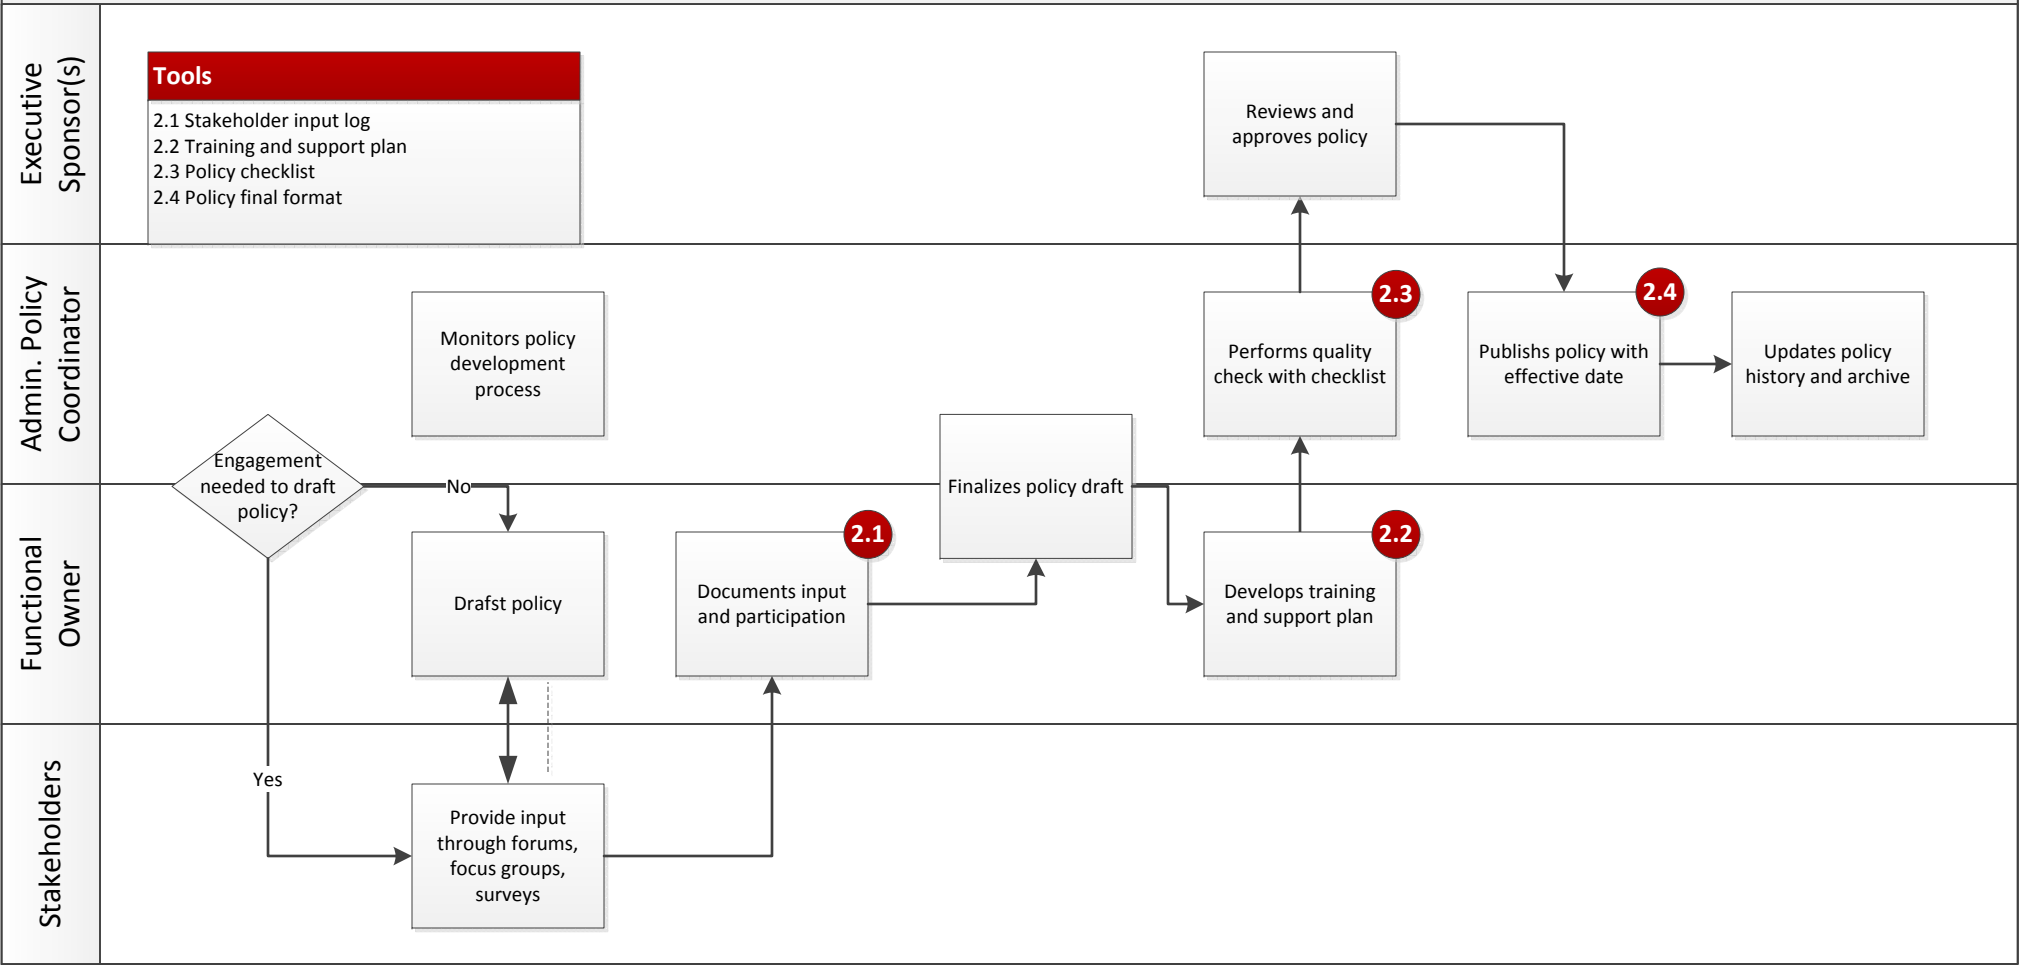 Executive
Sponsor(s)
Tools
2.1 Stakeholder input log
2.2 Training and support plan
2.3 Policy checklist
2.4 Policy final format
Reviews and
approves policy
Admin. Policy
Coordinator
Monitors policy
development
process
2.3
Performs quality
check with checklist
2.4
Publishs policy with
effective date
Updates policy
history and archive
Engagement
needed to draft
policy?
No
Finalizes policy draft
Functional
Owner
Drafst policy
2.1
Documents input
and participation
2.2
Develops training
and support plan
Stakeholders
Yes
Provide input
through forums,
focus groups,
surveys